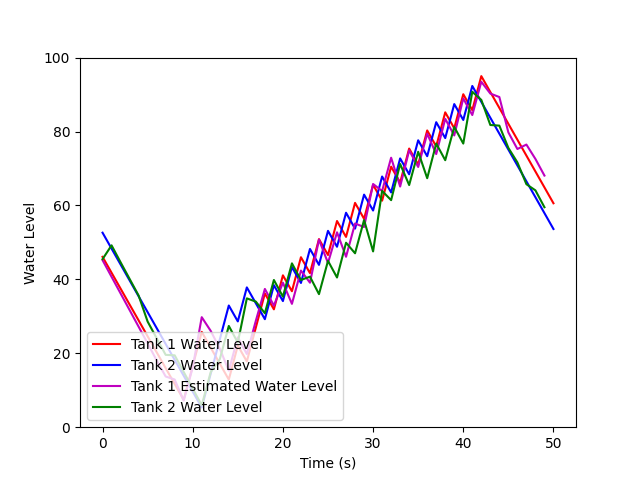 100
80
60
40
20
0
Water Level
Tank 1 Water Level
Tank 2 Water Level
Tank 1 Estimated Water Level
Tank 2 Water Level
0 10 20 30 40 50
Time (s)